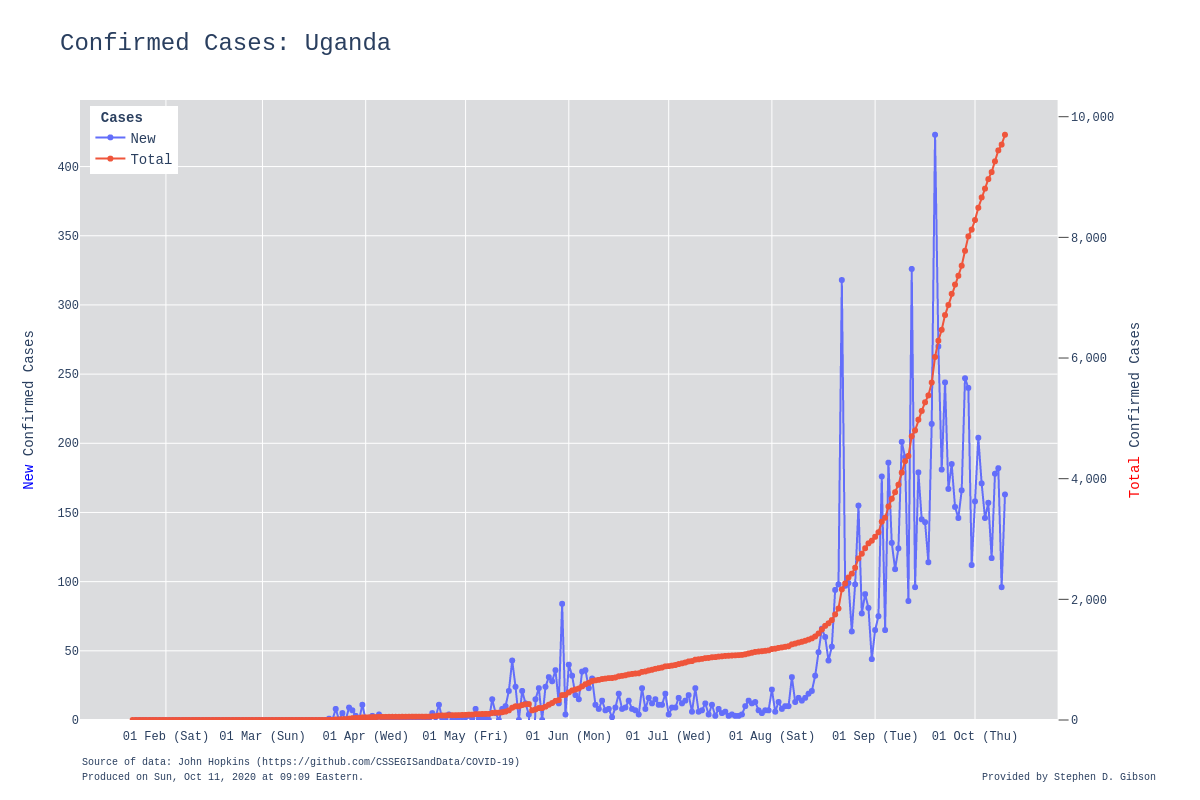 Confirmed Cases: Uganda
Cases
New
Total
10,000
8,000
6,000
4,000
2,000
0
400
350
300
250
200
150
100
50
0
New Confirmed Cases
Total Confirmed Cases
01 Feb (Sat) 01 Mar (Sun) 01 Apr (Wed) 01 May (Fri) 01 Jun (Mon) 01 Jul (Wed) 01 Aug (Sat) 01 Sep (Tue) 01 Oct (Thu)
Source of data: John Hopkins (https://github.com/CSSEGISandData/COVID-19)
Produced on Sun, Oct 11, 2020 at 09:09 Eastern.
Provided by Stephen D. Gibson